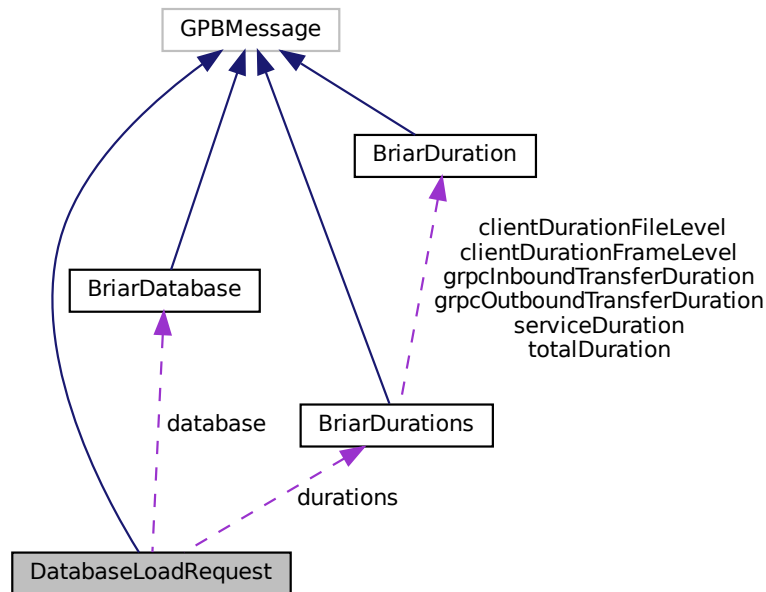 GPBMessage
BriarDuration
clientDurationFileLevel
clientDurationFrameLevel
grpcInboundTransferDuration
grpcOutboundTransferDuration
serviceDuration
totalDuration
BriarDatabase
BriarDurations
database
durations
DatabaseLoadRequest